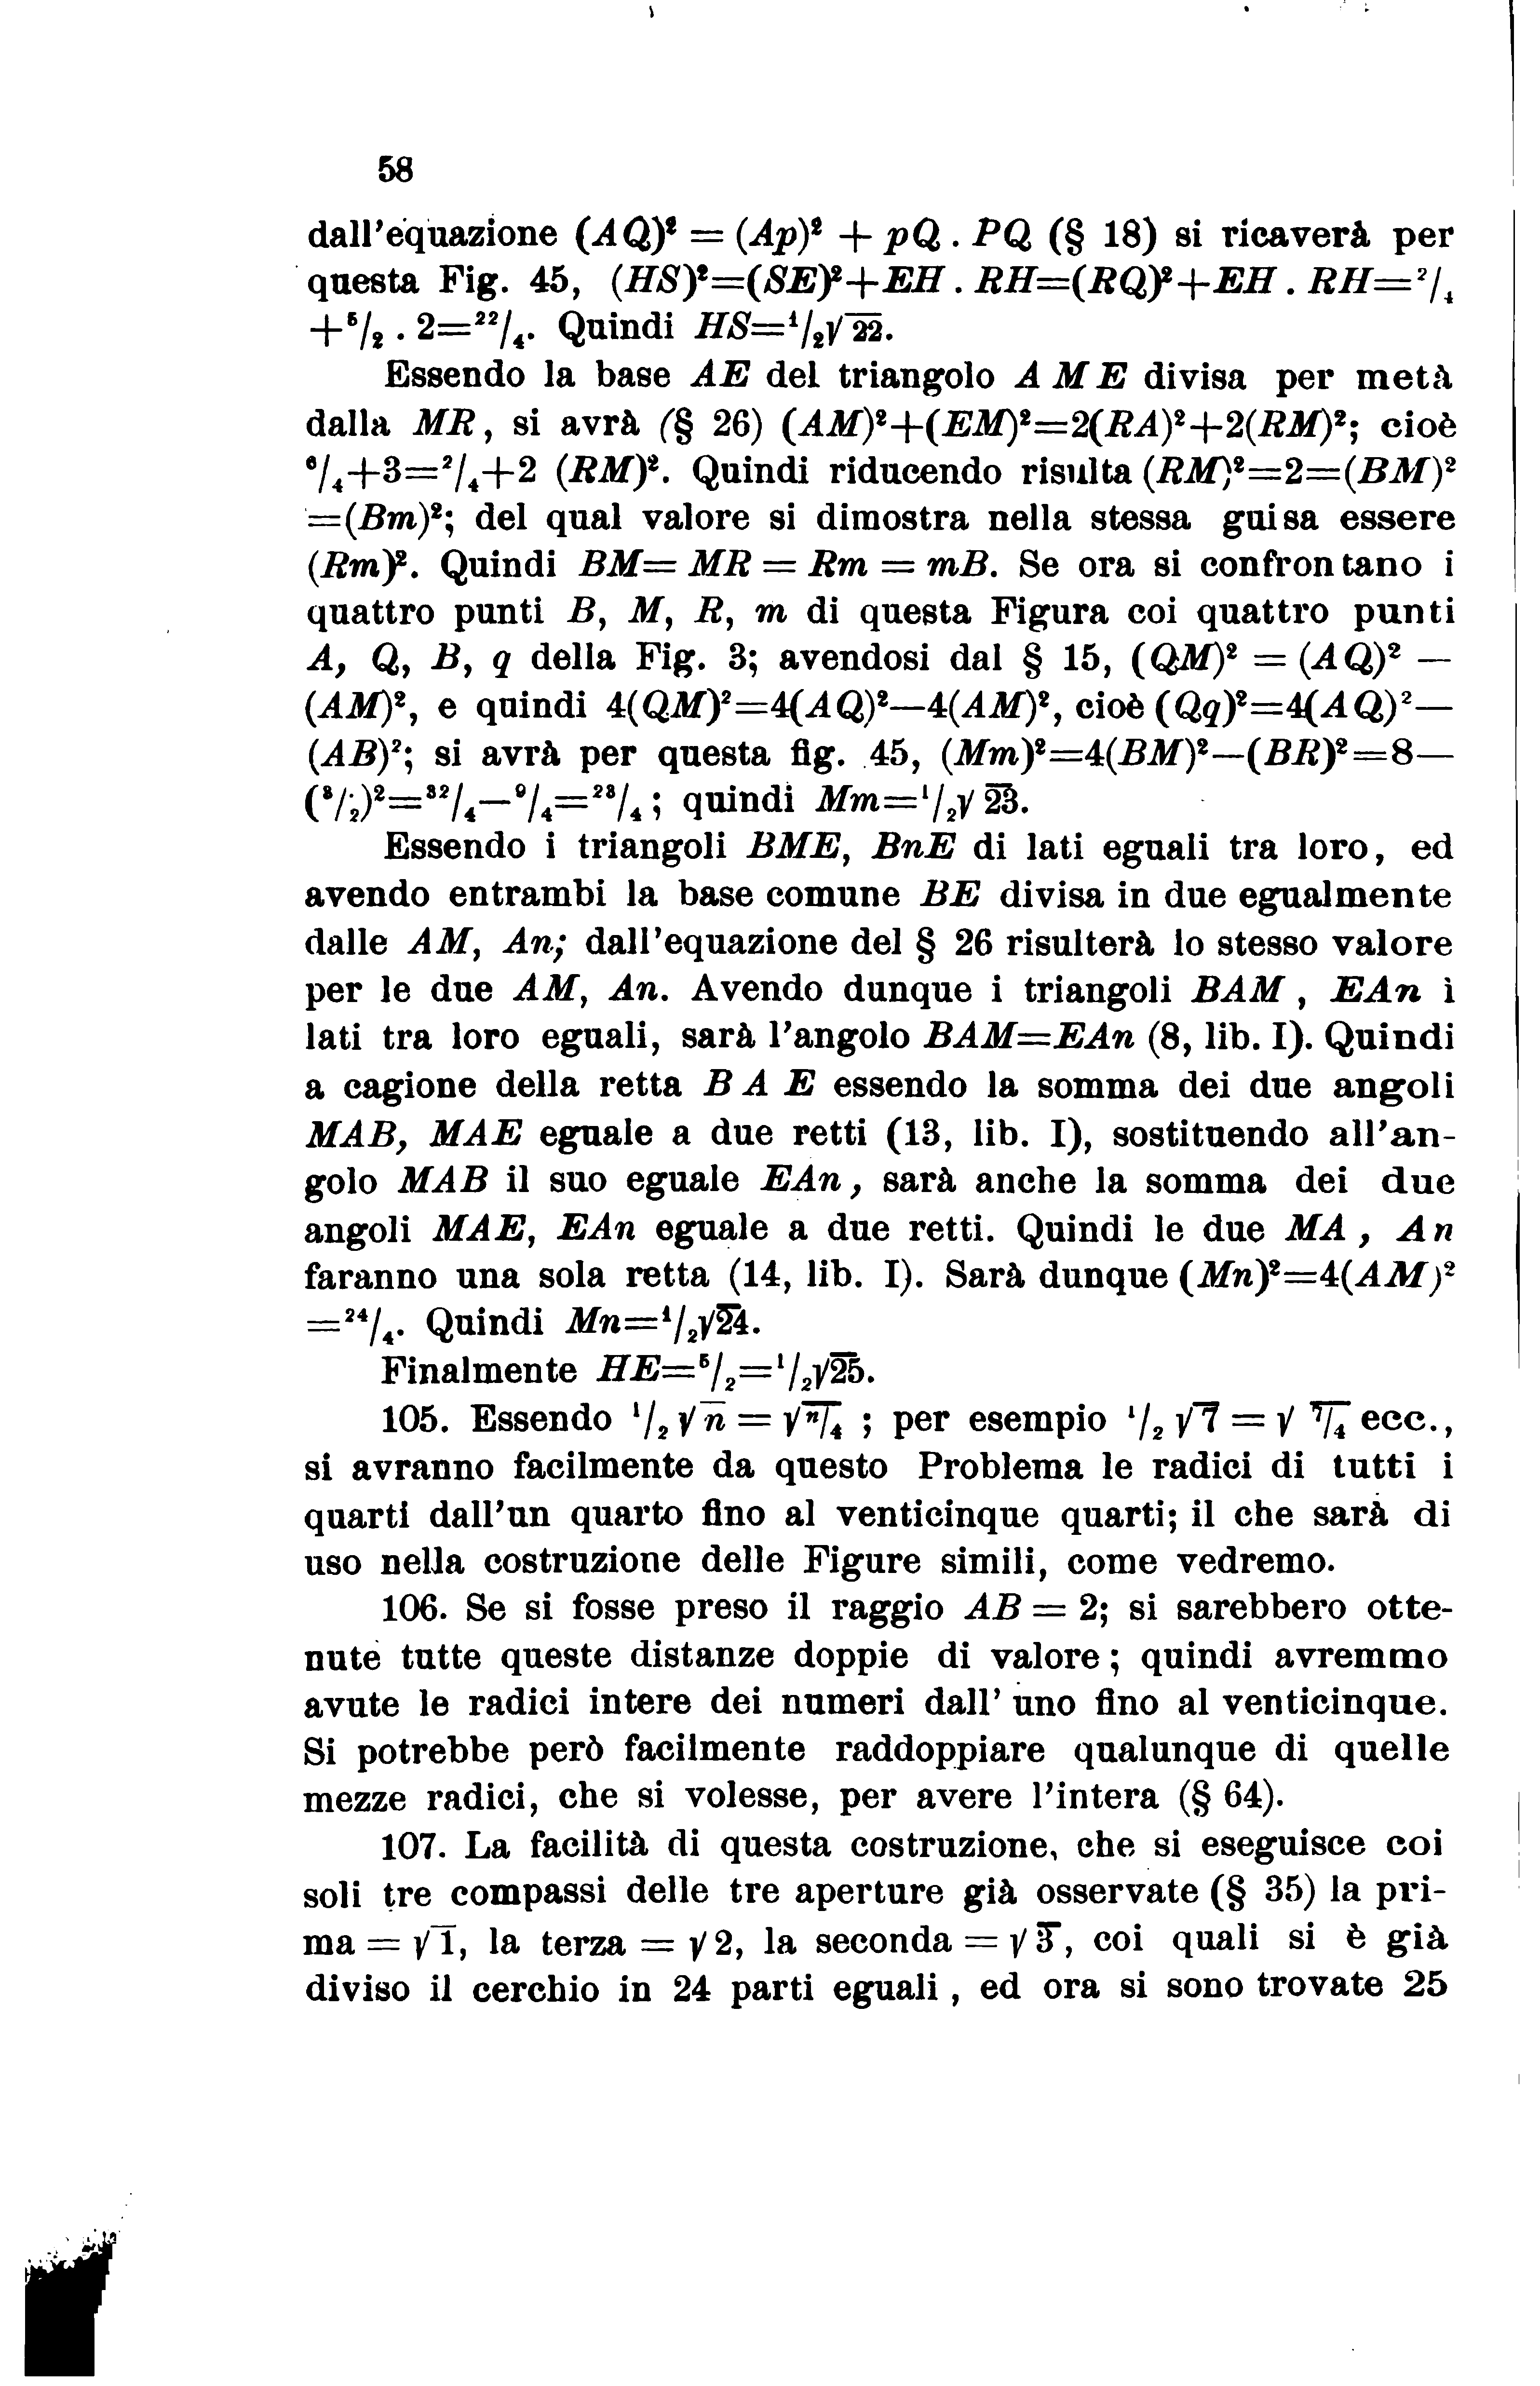 58
dall'equazione (AQ)² = (Ap)² + pQ . PQ (§ 18) si ricaverà per
questa Fig. 45, (HS)²=(SE)²+EH . RH=(RQ)²+EH . RH=²/₄
+⁵/₂ . 2=²²/₄. Quindi HS=¹/₂√22.
Essendo la base AE del triangolo A M E divisa per metà
dalla MR, si avrà (§ 26) (AM)²+(EM)²=2(RA)²+2(RM)²; cioè
⁶/₄+3=²/₄+2 (RM)². Quindi riducendo risulta (RM)²=2=(BM)²
=(Bm)²; del qual valore si dimostra nella stessa guisa essere
(Rm)². Quindi BM= MR = Rm = mB. Se ora si confrontano i
quattro punti B, M, R, m di questa Figura coi quattro punti
A, Q, B, q della Fig. 3; avendosi dal § 15, (QM)² = (AQ)² —
(AM)², e quindi 4(QM)²=4(AQ)²—4(AM)², cioè (Qq)²=4(AQ)²—
(AB)²; si avrà per questa fig. 45, (Mm)²=4(BM)²—(BR)²=8—
(³/₂)²=³²/₄—⁹/₄=²³/₄; quindi Mm=¹/₂√23.
Essendo i triangoli BME, BnE di lati eguali tra loro, ed
avendo entrambi la base comune BE divisa in due egualmente
dalle AM, An; dall'equazione del § 26 risulterà lo stesso valore
per le due AM, An. Avendo dunque i triangoli BAM , EAn i
lati tra loro eguali, sarà l'angolo BAM=EAn (8, lib. I). Quindi
a cagione della retta B A E essendo la somma dei due angoli
MAB, MAE eguale a due retti (13, lib. I), sostituendo all'an-
golo MAB il suo eguale EAn, sarà anche la somma dei due
angoli MAE, EAn eguale a due retti. Quindi le due MA , An
faranno una sola retta (14, lib. I). Sarà dunque (Mn)²=4(AM)²
=²⁴/₄. Quindi Mn=¹/₂√24.
Finalmente HE=⁵/₂=¹/₂√25.
105. Essendo ¹/₂ √n = √ⁿ/₄ ; per esempio ¹/₂ √7 = √ ⁷/₄ ecc.,
si avranno facilmente da questo Problema le radici di tutti i
quarti dall'un quarto fino al venticinque quarti; il che sarà di
uso nella costruzione delle Figure simili, come vedremo.
106. Se si fosse preso il raggio AB = 2; si sarebbero otte-
nute tutte queste distanze doppie di valore; quindi avremmo
avute le radici intere dei numeri dall' uno fino al venticinque.
Si potrebbe però facilmente raddoppiare qualunque di quelle
mezze radici, che si volesse, per avere l'intera (§ 64).
107. La facilità di questa costruzione, che si eseguisce coi
soli tre compassi delle tre aperture già osservate (§ 35) la pri-
ma = √1, la terza = √2, la seconda = √3, coi quali si è già
diviso il cerchio in 24 parti eguali, ed ora si sono trovate 25